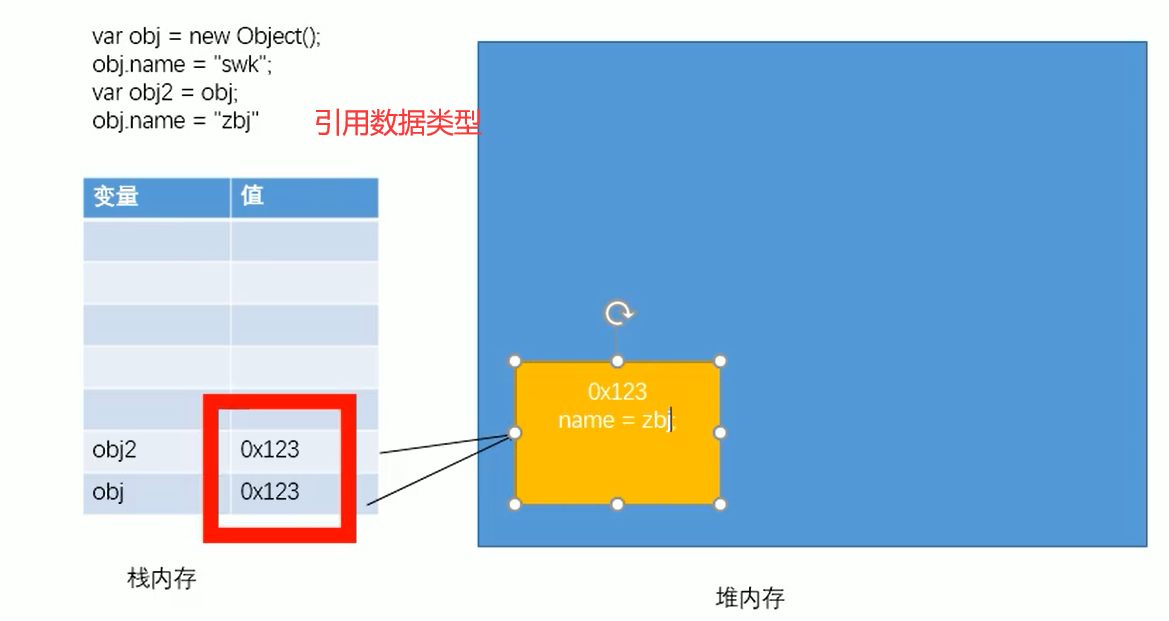 var obj = new Object();
obj.name = "swk";
var obj2 = obj;
obj.name = "zbj"
引用数据类型
变量 值
obj2 0x123
obj 0x123
栈内存
0x123
name = zbj;
堆内存